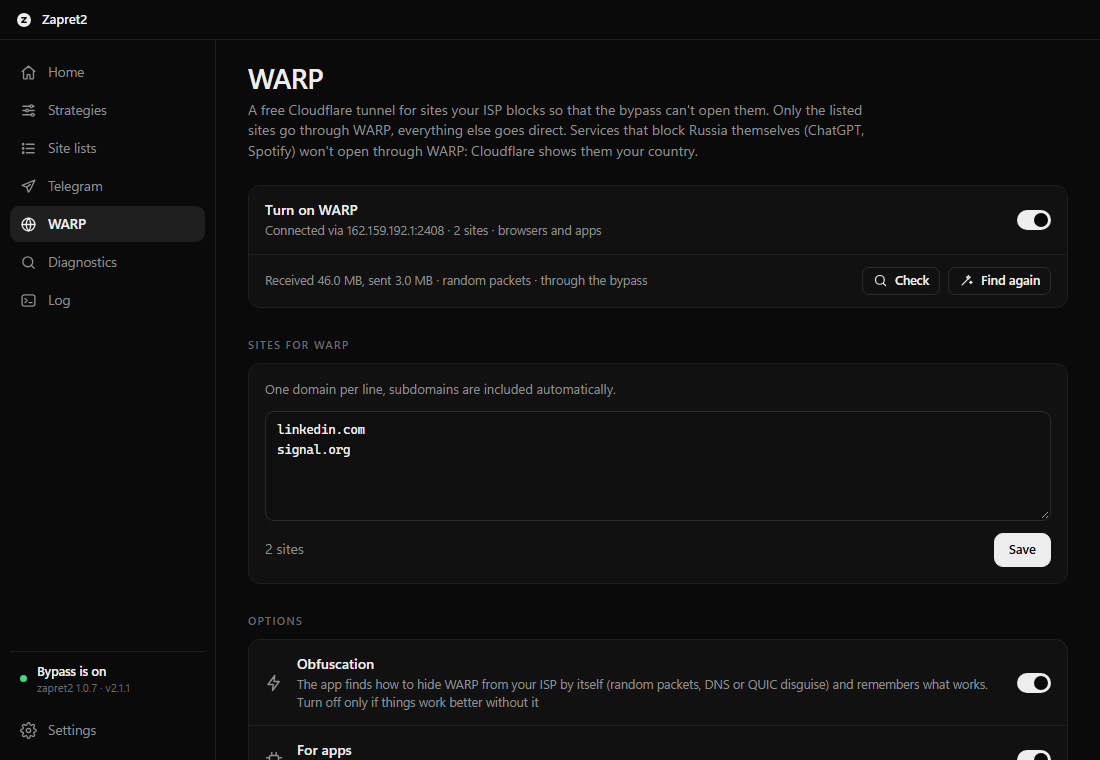 Zapret2
Home
Strategies
Site lists
Telegram
WARP
Diagnostics
Log
Bypass is on
zapret2 1.0.7 · v2.1.1
Settings
WARP
A free Cloudflare tunnel for sites your ISP blocks so that the bypass can't open them. Only the listed
sites go through WARP, everything else goes direct. Services that block Russia themselves (ChatGPT,
Spotify) won't open through WARP: Cloudflare shows them your country.
Turn on WARP
Connected via 162.159.192.1:2408 · 2 sites · browsers and apps
Received 46.0 MB, sent 3.0 MB · random packets · through the bypass
Check
Find again
SITES FOR WARP
One domain per line, subdomains are included automatically.
linkedin.com
signal.org
2 sites
Save
OPTIONS
Obfuscation
The app finds how to hide WARP from your ISP by itself (random packets, DNS or QUIC disguise) and remembers what works.
Turn off only if things work better without it
For apps